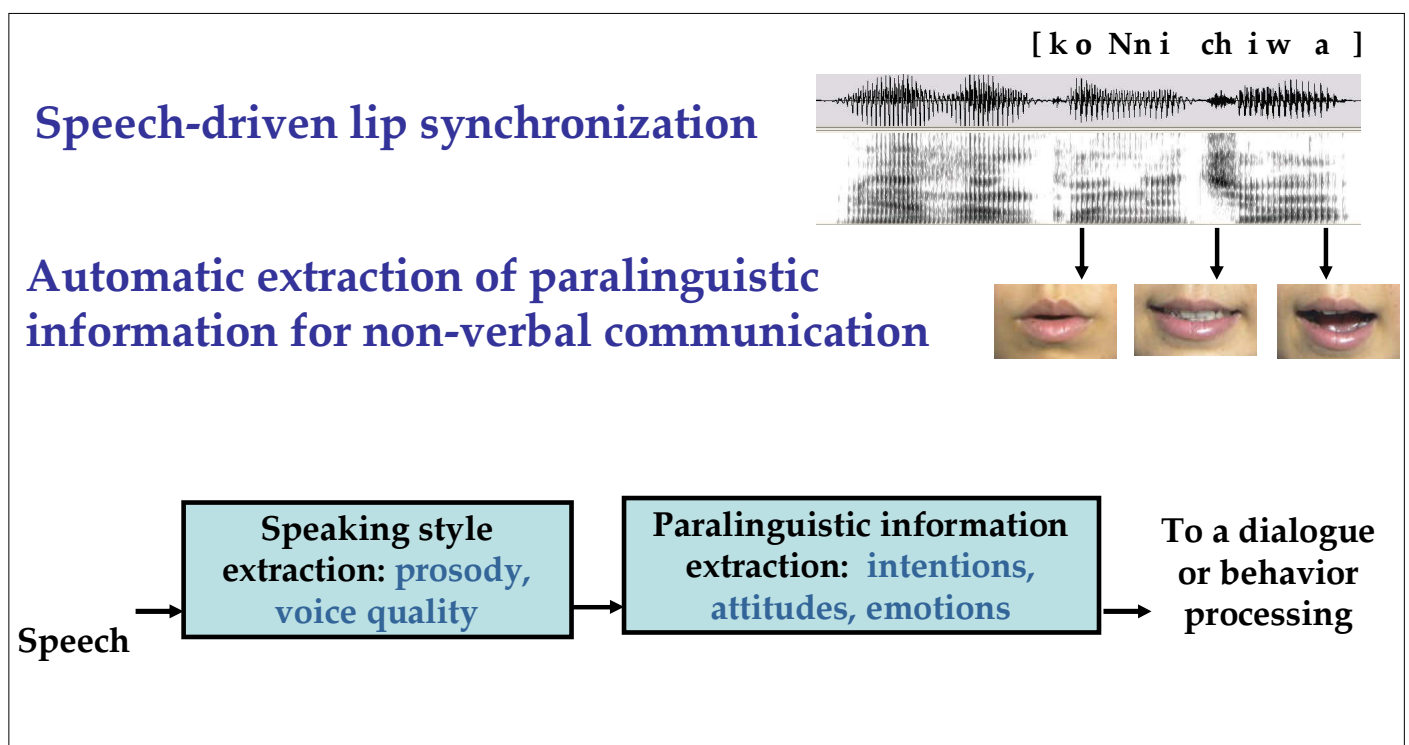 [ k o N n i ch i w a ]
Speech-driven lip synchronization
Automatic extraction of paralinguistic
information for non-verbal communication
Speech
Speaking style
extraction: prosody,
voice quality
Paralinguistic information
extraction: intentions,
attitudes, emotions
To a dialogue
or behavior
processing